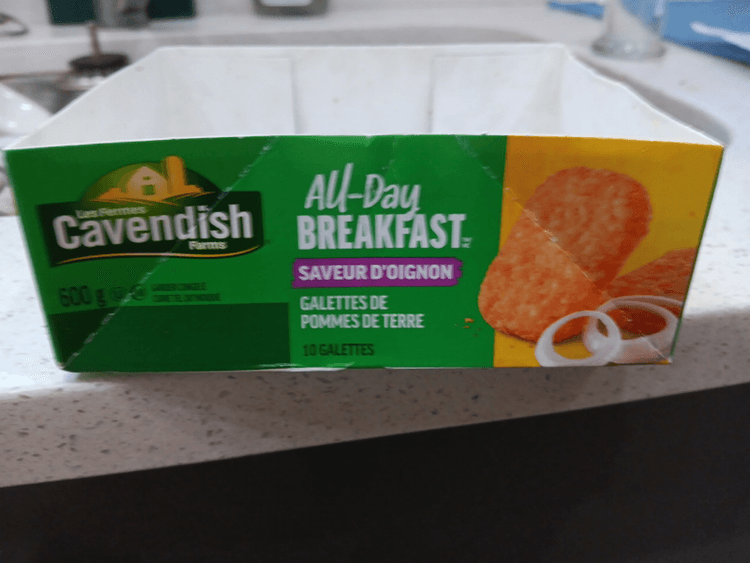 Les Fermes
Cavendish
Farms
600 g
All-Day
BREAKFAST
SAVEUR D'OIGNON
GALETTES DE
POMMES DE TERRE
10 GALETTES